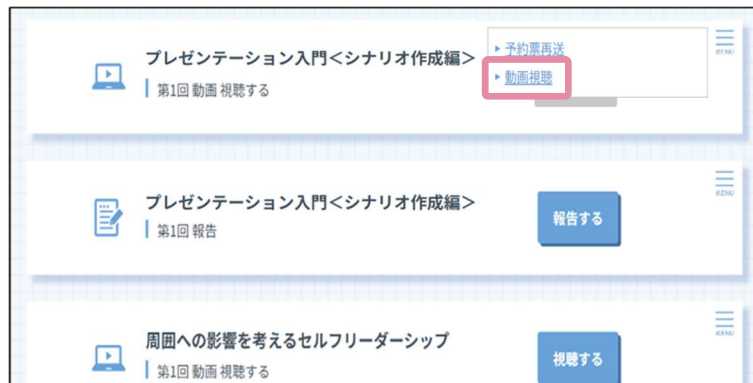 プレゼンテーション入門<シナリオ作成編>
第1回 動画 視聴する
予約票再送
動画視聴
MENU
プレゼンテーション入門<シナリオ作成編>
第1回 報告
報告する
MENU
周囲への影響を考えるセルフリーダーシップ
第1回 動画 視聴する
視聴する
MENU